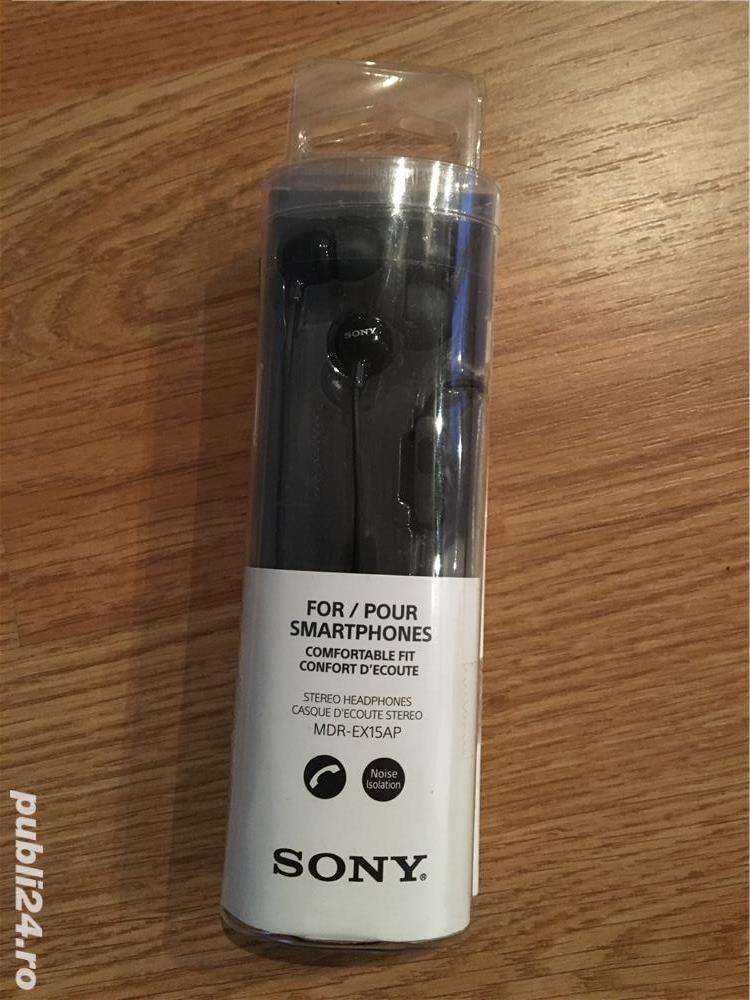 SONY
FOR / POUR
SMARTPHONES
COMFORTABLE FIT
CONFORT D'ECOUTE
STEREO HEADPHONES
CASQUE D'ECOUTE STEREO
MDR-EX15AP
Noise
Isolation
SONY®
publi24.ro